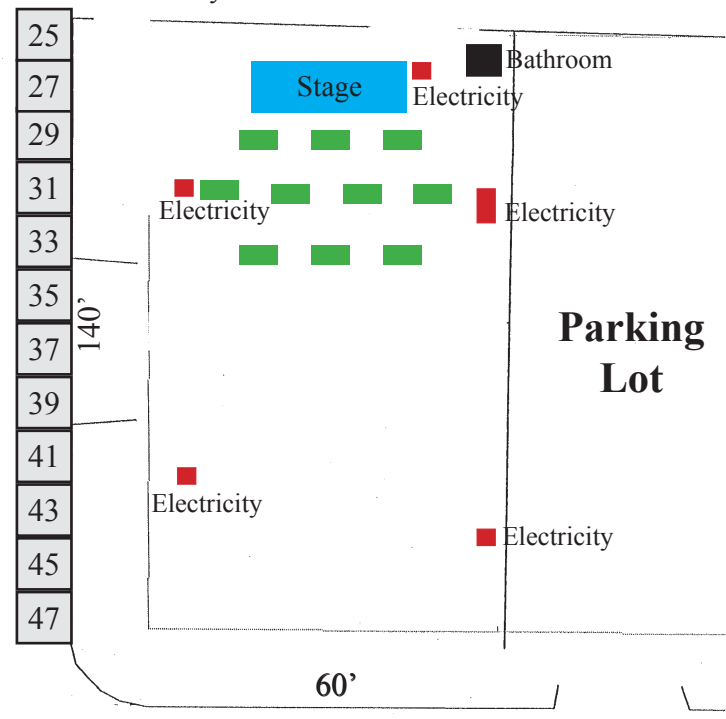 25
27
29
31
33
35
37
39
41
43
45
47
140’
Stage
Bathroom
Electricity
Electricity
Electricity
Parking
Lot
Electricity
Electricity
60’